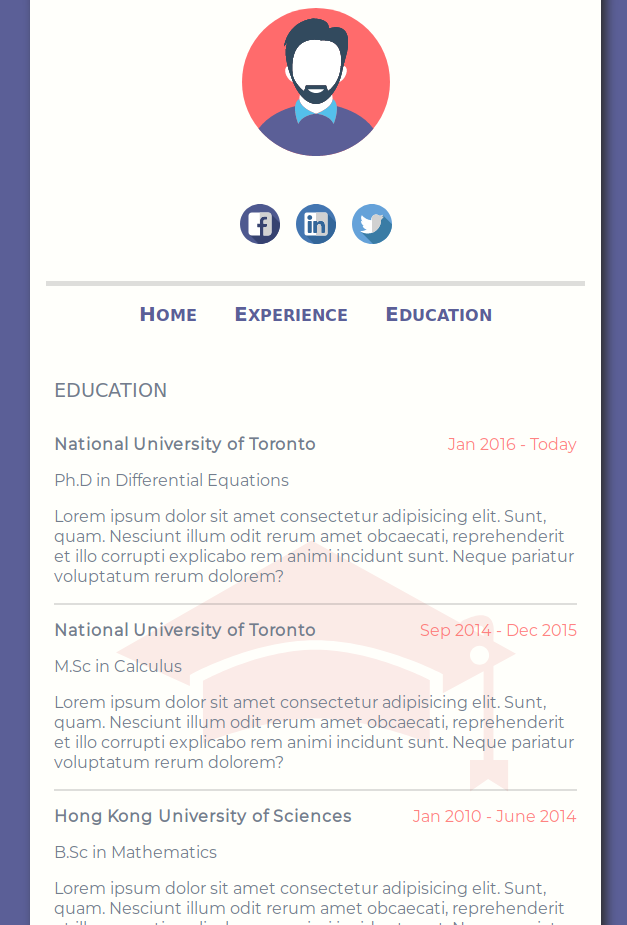 Home Experience Education
EDUCATION
National University of Toronto Jan 2016 - Today
Ph.D in Differential Equations
Lorem ipsum dolor sit amet consectetur adipisicing elit. Sunt,
quam. Nesciunt illum odit rerum amet obcaecati, reprehenderit
et illo corrupti explicabo rem animi incidunt sunt. Neque pariatur
voluptatum rerum dolorem?
National University of Toronto Sep 2014 - Dec 2015
M.Sc in Calculus
Lorem ipsum dolor sit amet consectetur adipisicing elit. Sunt,
quam. Nesciunt illum odit rerum amet obcaecati, reprehenderit
et illo corrupti explicabo rem animi incidunt sunt. Neque pariatur
voluptatum rerum dolorem?
Hong Kong University of Sciences Jan 2010 - June 2014
B.Sc in Mathematics
Lorem ipsum dolor sit amet consectetur adipisicing elit. Sunt,
quam. Nesciunt illum odit rerum amet obcaecati, reprehenderit